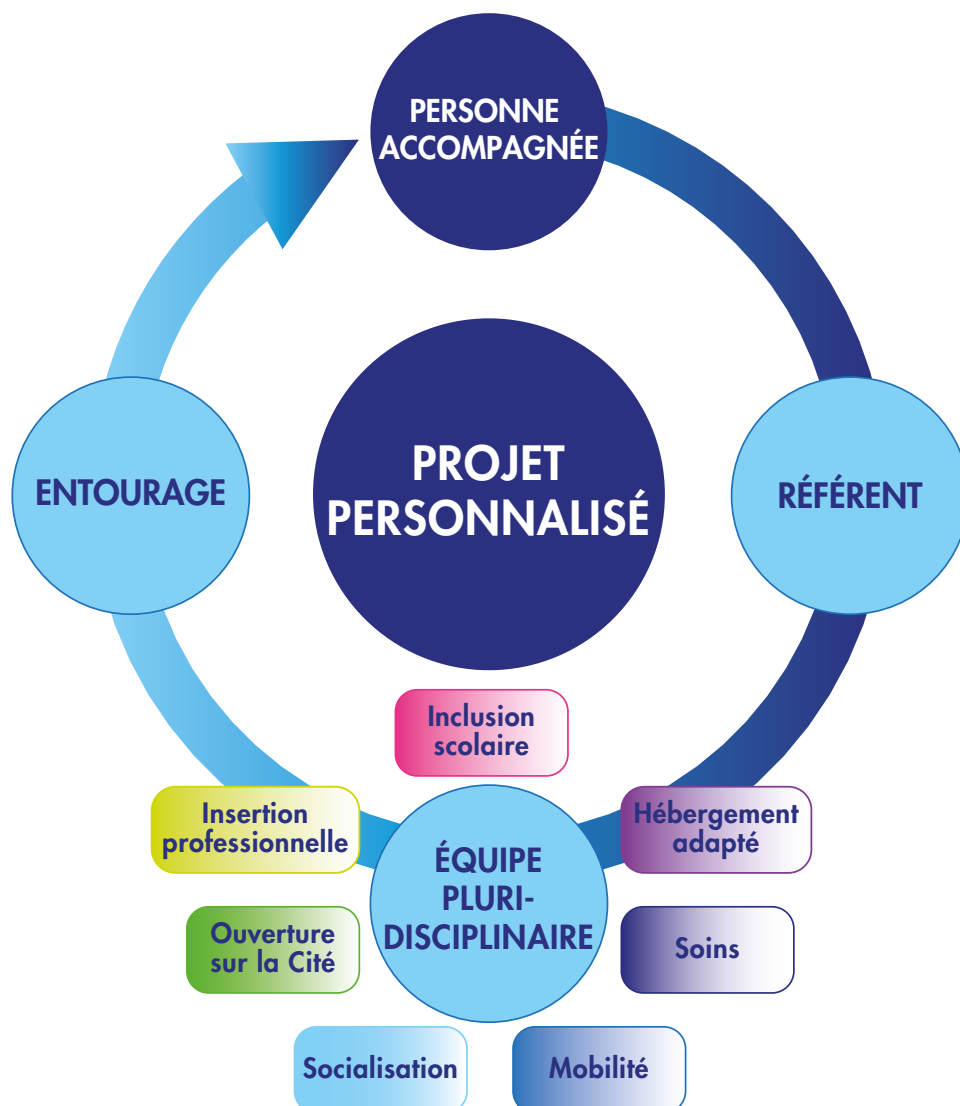 PERSONNE
ACCOMPAGNÉE
PROJET
PERSONNALISÉ
ENTOURAGE
RÉFÉRENT
Inclusion
scolaire
Insertion
professionnelle
Hébergement
adapté
ÉQUIPE
PLURI-
DISCIPLINAIRE
Ouverture
sur la Cité
Soins
Socialisation
Mobilité